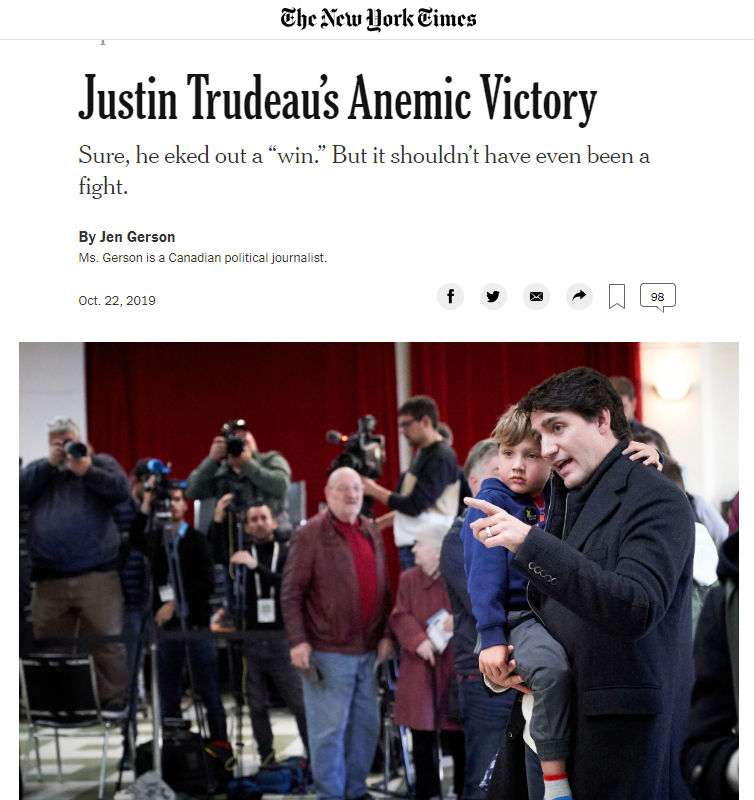 The New York Times
Justin Trudeau's Anemic Victory
Sure, he eked out a “win.” But it shouldn't have even been a
fight.
By Jen Gerson
Ms. Gerson is a Canadian political journalist.
Oct. 22, 2019
98